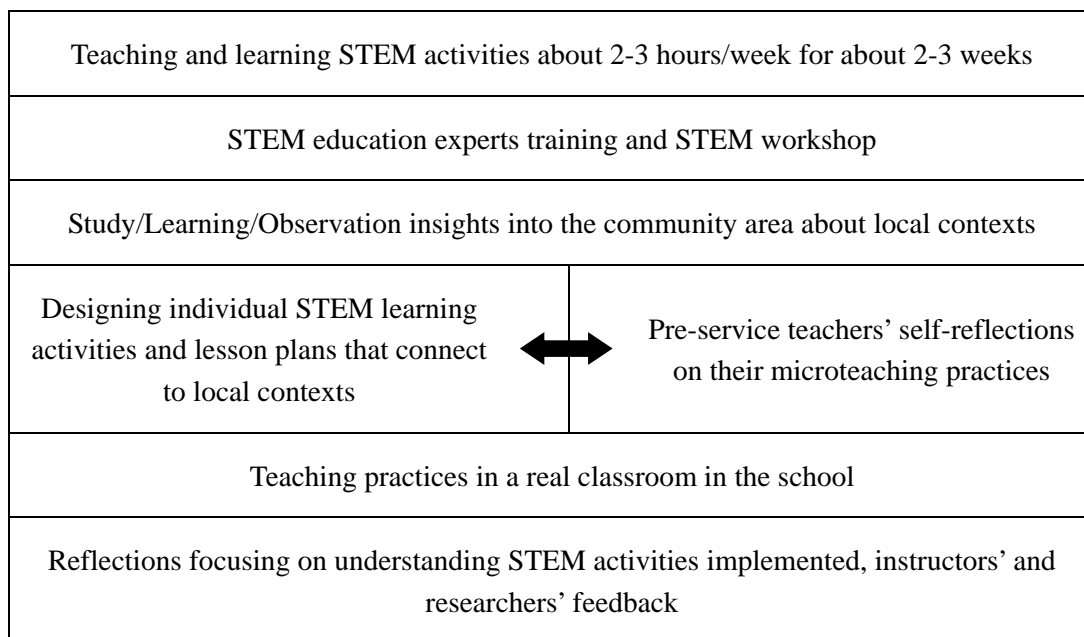 Teaching and learning STEM activities about 2-3 hours/week for about 2-3 weeks
STEM education experts training and STEM workshop
Study/Learning/Observation insights into the community area about local contexts
Designing individual STEM learning
activities and lesson plans that connect
to local contexts
Pre-service teachers’ self-reflections
on their microteaching practices
Teaching practices in a real classroom in the school
Reflections focusing on understanding STEM activities implemented, instructors’ and
researchers’ feedback